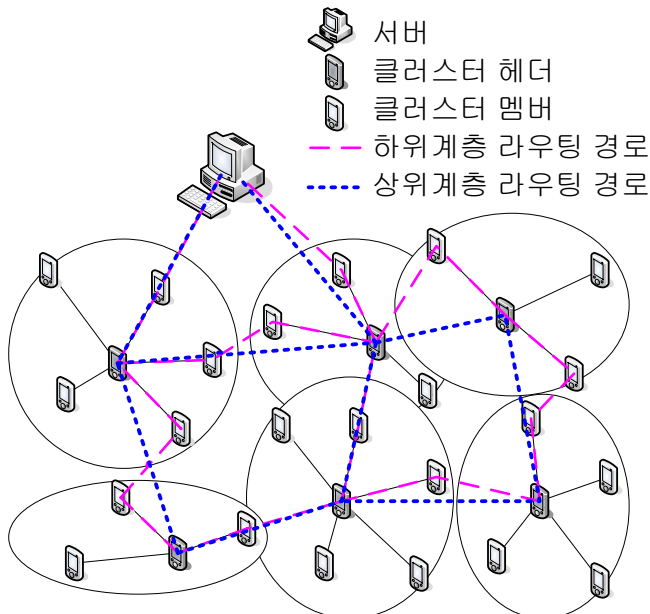 서버
클러스터 헤더
클러스터 멤버
하위계층 라우팅 경로
상위계층 라우팅 경로